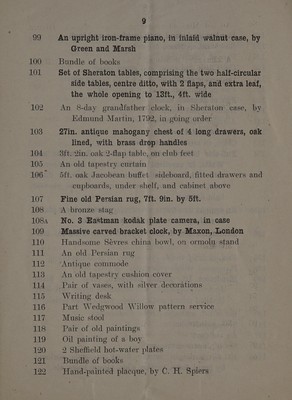 9
99 An upright iron-frame piano, in inlaid walnut case, by
Green and Marsh
100 Bundle of books
101 Set of Sheraton tables, comprising the two half-circular
side tables, centre ditto, with 2 flaps, and extra leaf,
the whole opening to 13ft., 4ft. wide
102 An 8-day grandfather clock, in Sheraton case, by
Edmund Martin, 1792, in going order
103 27in. antique mahogany chest of 4 long drawers, oak
lined, with brass drop handles
104 3ft. 2in. oak 2-flap table, on club feet
105 An old tapestry curtain
106 5ft. oak Jacobean buffet sideboard, fitted drawers and
cupboards, under shelf, and cabinet above
107 Fine old Persian rug, 7ft. 9in. by 5ft.
108 A bronze stag
108A No. 3 Eastman kodak plate camera, in case
109 Massive carved bracket clock, by Maxon, London
110 Handsome Sèvres china bowl, on ormolu stand
111 An old Persian rug
112 Antique commode
113 An old tapestry cushion cover
114 Pair of vases, with silver decorations
115 Writing desk
116 Part Wedgwood Willow pattern service
117 Music stool
118 Pair of old paintings
119 Oil painting of a boy
120 2 Sheffield hot-water plates
121 Bundle of books
122 Hand-painted placque, by C. H. Spiers